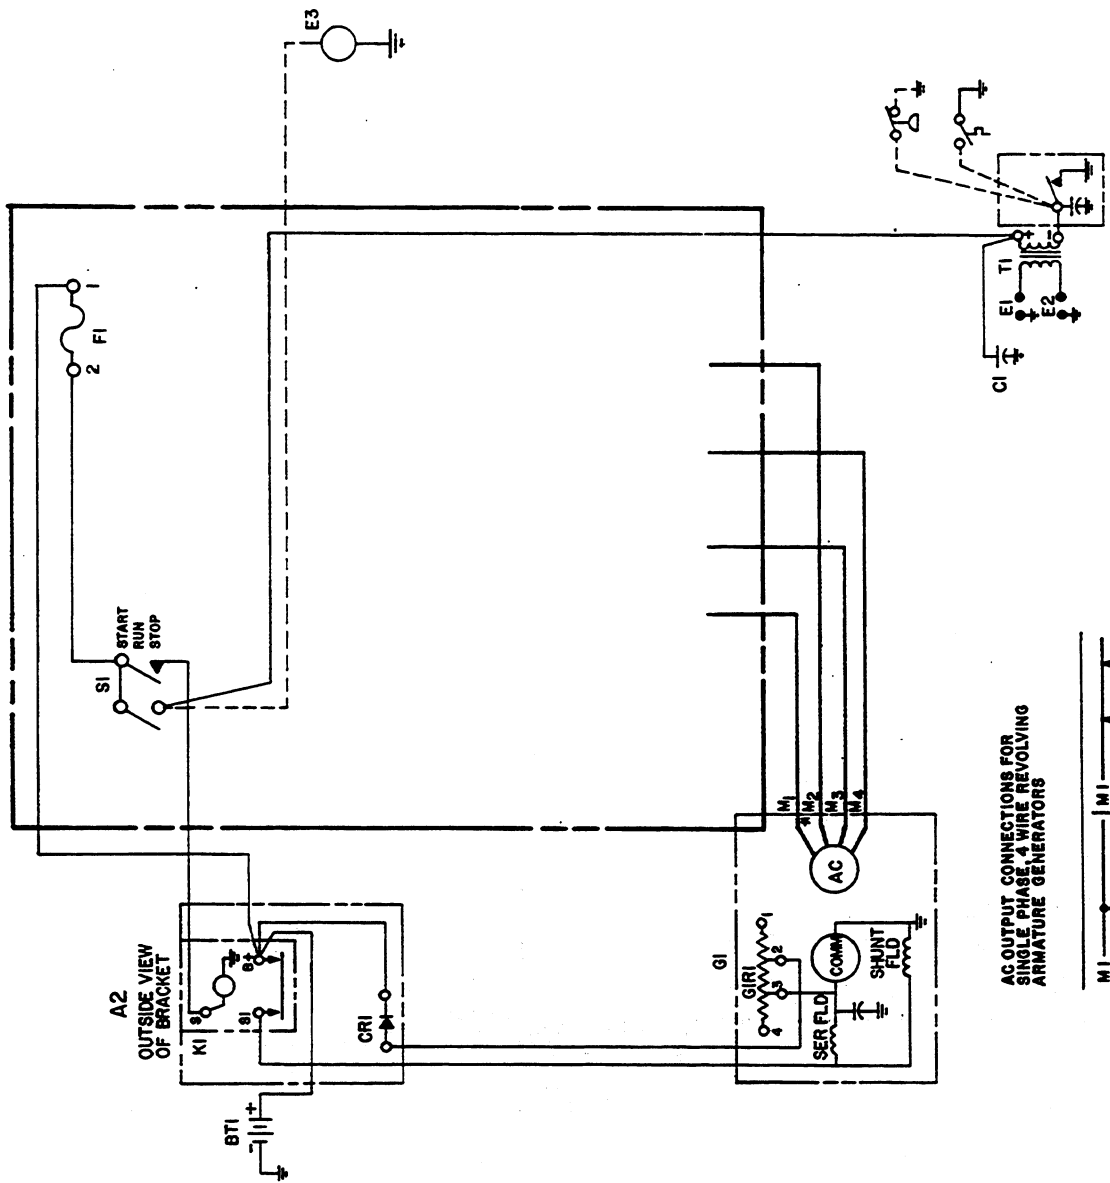 E3
1
F1
2
S1
START
RUN
STOP
+
-
T1
E1
E2
C1
A2
OUTSIDE VIEW
OF BRACKET
K1
S
B+
S1
CR1
BT1
+
-
M1
M2
M3
M4
AC
G1
G1R1
1
2
3
4
COMM
SER FLD
SHUNT
FLD
AC OUTPUT CONNECTIONS FOR
SINGLE PHASE, 4 WIRE REVOLVING
ARMATURE GENERATORS
M1
M1